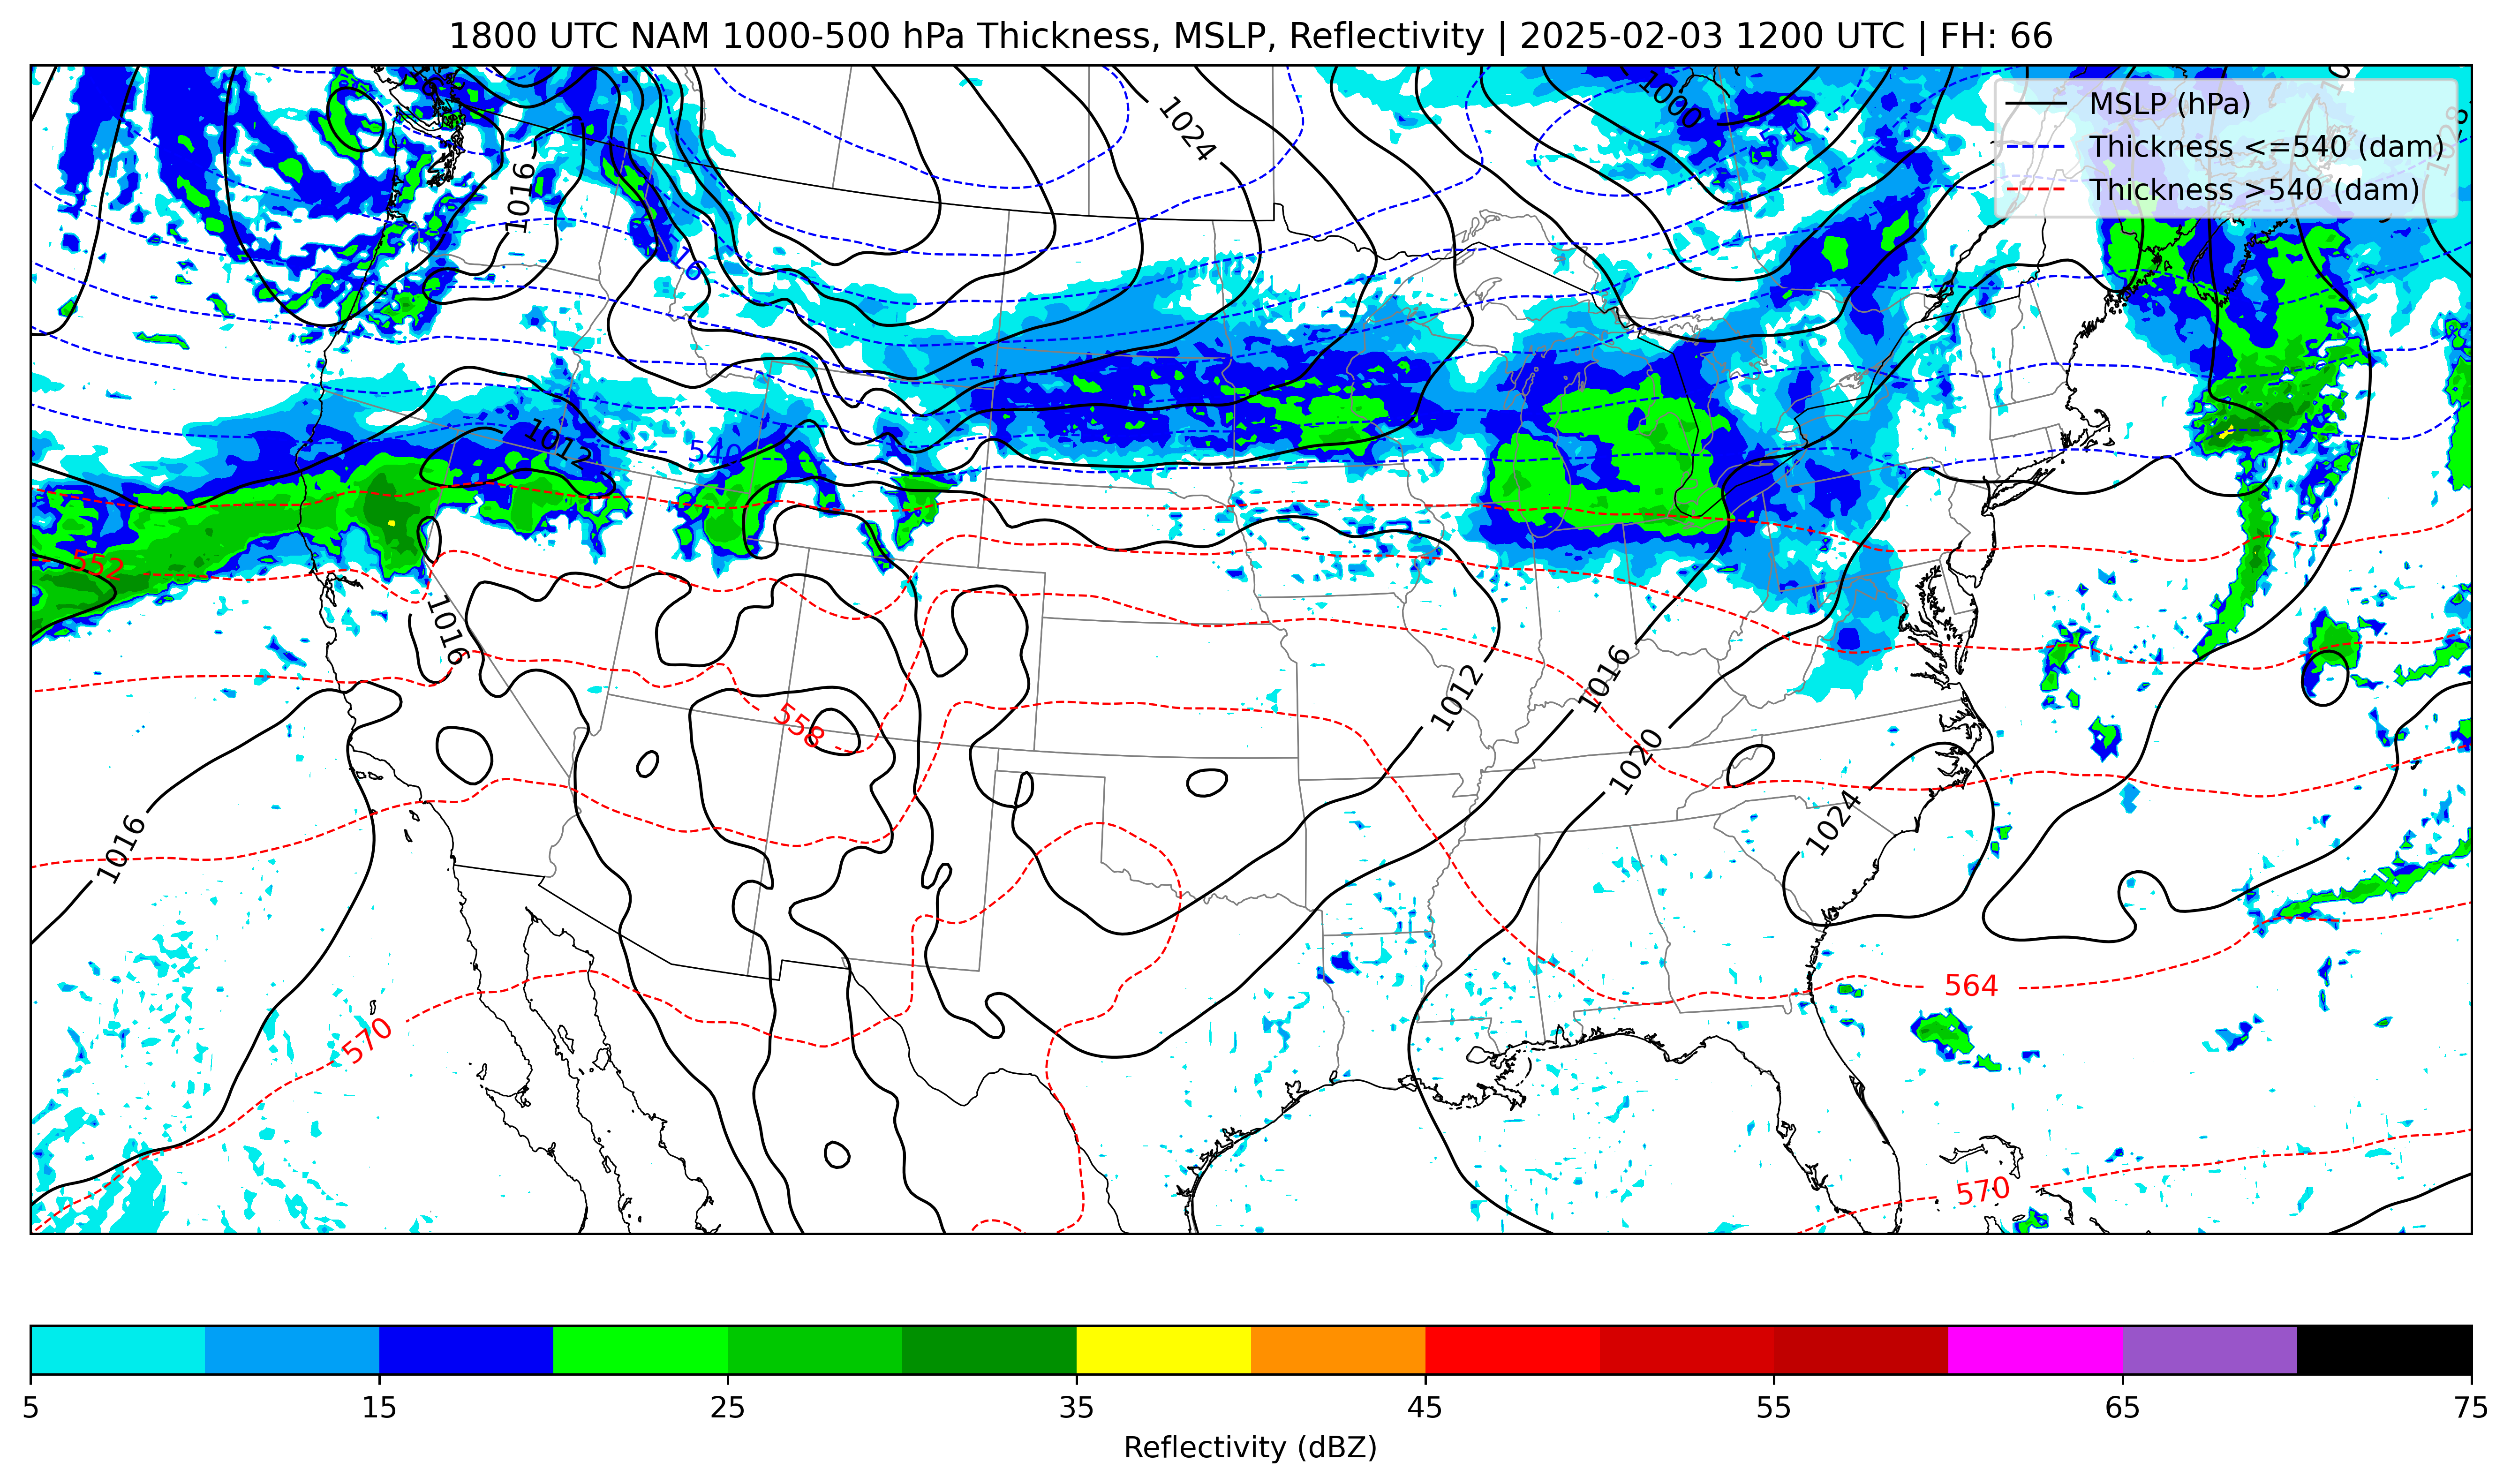 1800 UTC NAM 1000-500 hPa Thickness, MSLP, Reflectivity | 2025-02-03 1200 UTC | FH: 66
MSLP (hPa)
Thickness <=540 (dam)
Thickness >540 (dam)
1024
1000
1016
1012
540
552
1016
558
1012
1016
1020
1024
1016
564
570
570
5 15 25 35 45 55 65 75
Reflectivity (dBZ)